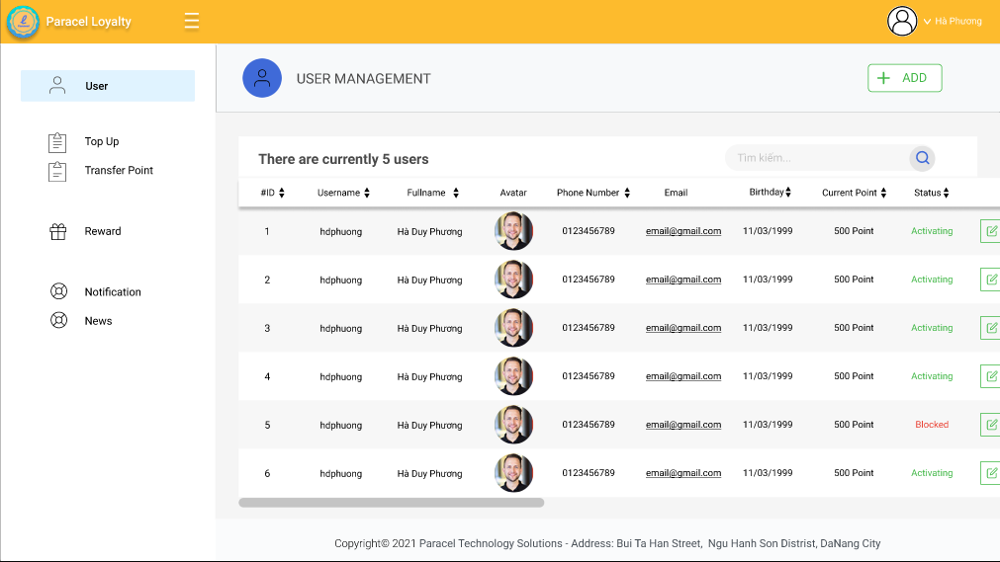 Paracel Loyalty
Hà Phương
User
Top Up
Transfer Point
Reward
Notification
News
USER MANAGEMENT
ADD
There are currently 5 users
Tìm kiếm...
#ID Username Fullname Avatar Phone Number Email Birthday Current Point Status
1 hdphuong Hà Duy Phương 0123456789 email@gmail.com 11/03/1999 500 Point Activating
2 hdphuong Hà Duy Phương 0123456789 email@gmail.com 11/03/1999 500 Point Activating
3 hdphuong Hà Duy Phương 0123456789 email@gmail.com 11/03/1999 500 Point Activating
4 hdphuong Hà Duy Phương 0123456789 email@gmail.com 11/03/1999 500 Point Activating
5 hdphuong Hà Duy Phương 0123456789 email@gmail.com 11/03/1999 500 Point Blocked
6 hdphuong Hà Duy Phương 0123456789 email@gmail.com 11/03/1999 500 Point Activating
Copyright© 2021 Paracel Technology Solutions - Address: Bui Ta Han Street, Ngu Hanh Son Distrist, DaNang City